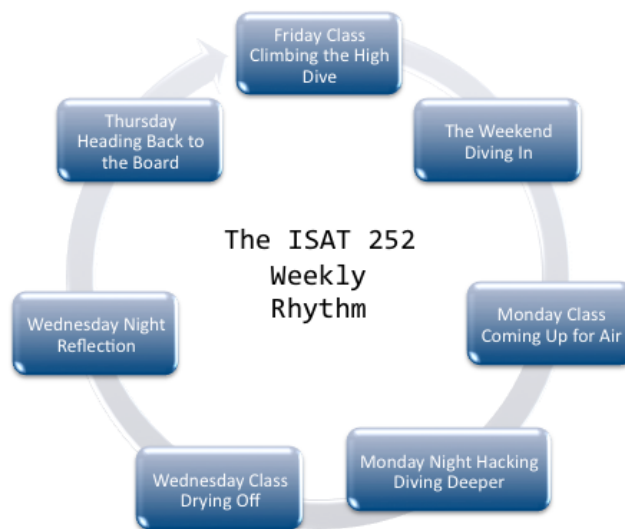 Friday Class
Climbing the High
Dive
The Weekend
Diving In
Monday Class
Coming Up for Air
Monday Night Hacking
Diving Deeper
Wednesday Class
Drying Off
Wednesday Night
Reflection
Thursday
Heading Back to
the Board
The ISAT 252
Weekly
Rhythm